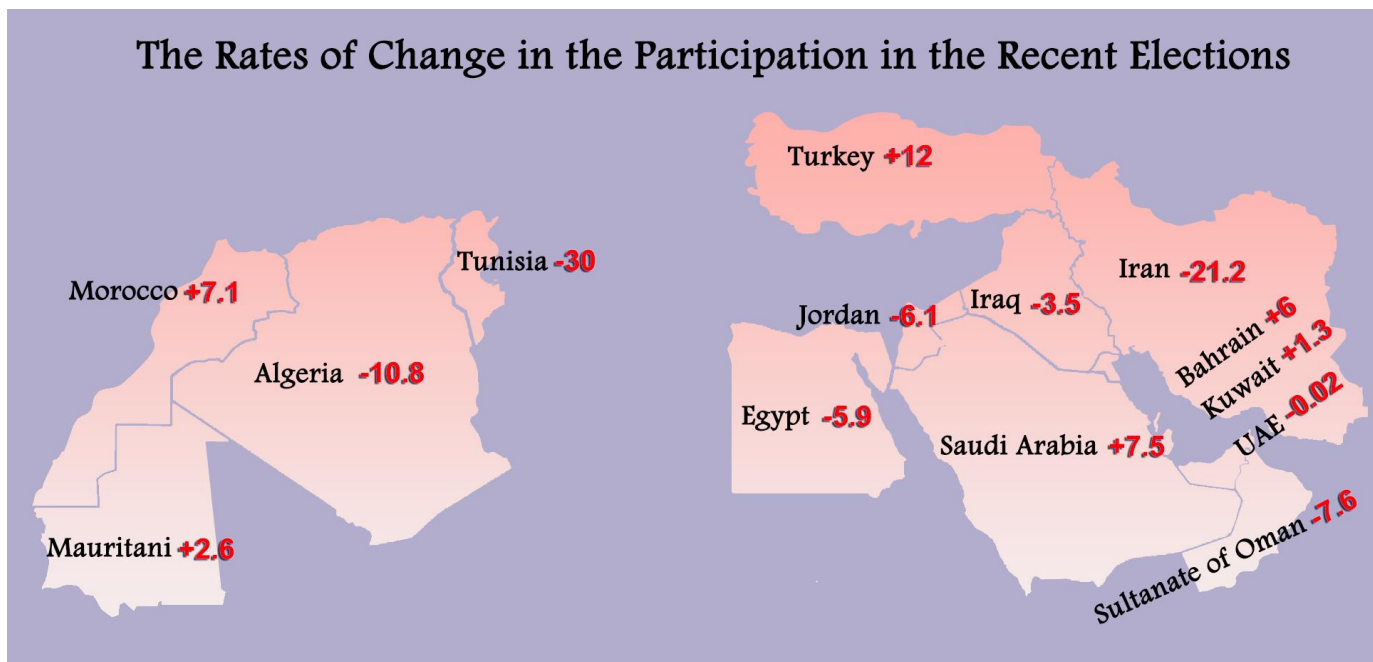 The Rates of Change in the Participation in the Recent Elections
Turkey +12
Tunisia -30
Iran -21.2
Morocco +7.1
Iraq -3.5
Jordan -6.1
Bahrain +6
Kuwait +1.3
Algeria -10.8
UAE -0.02
Egypt -5.9
Saudi Arabia +7.5
Mauritani +2.6
Sultanate of Oman -7.6